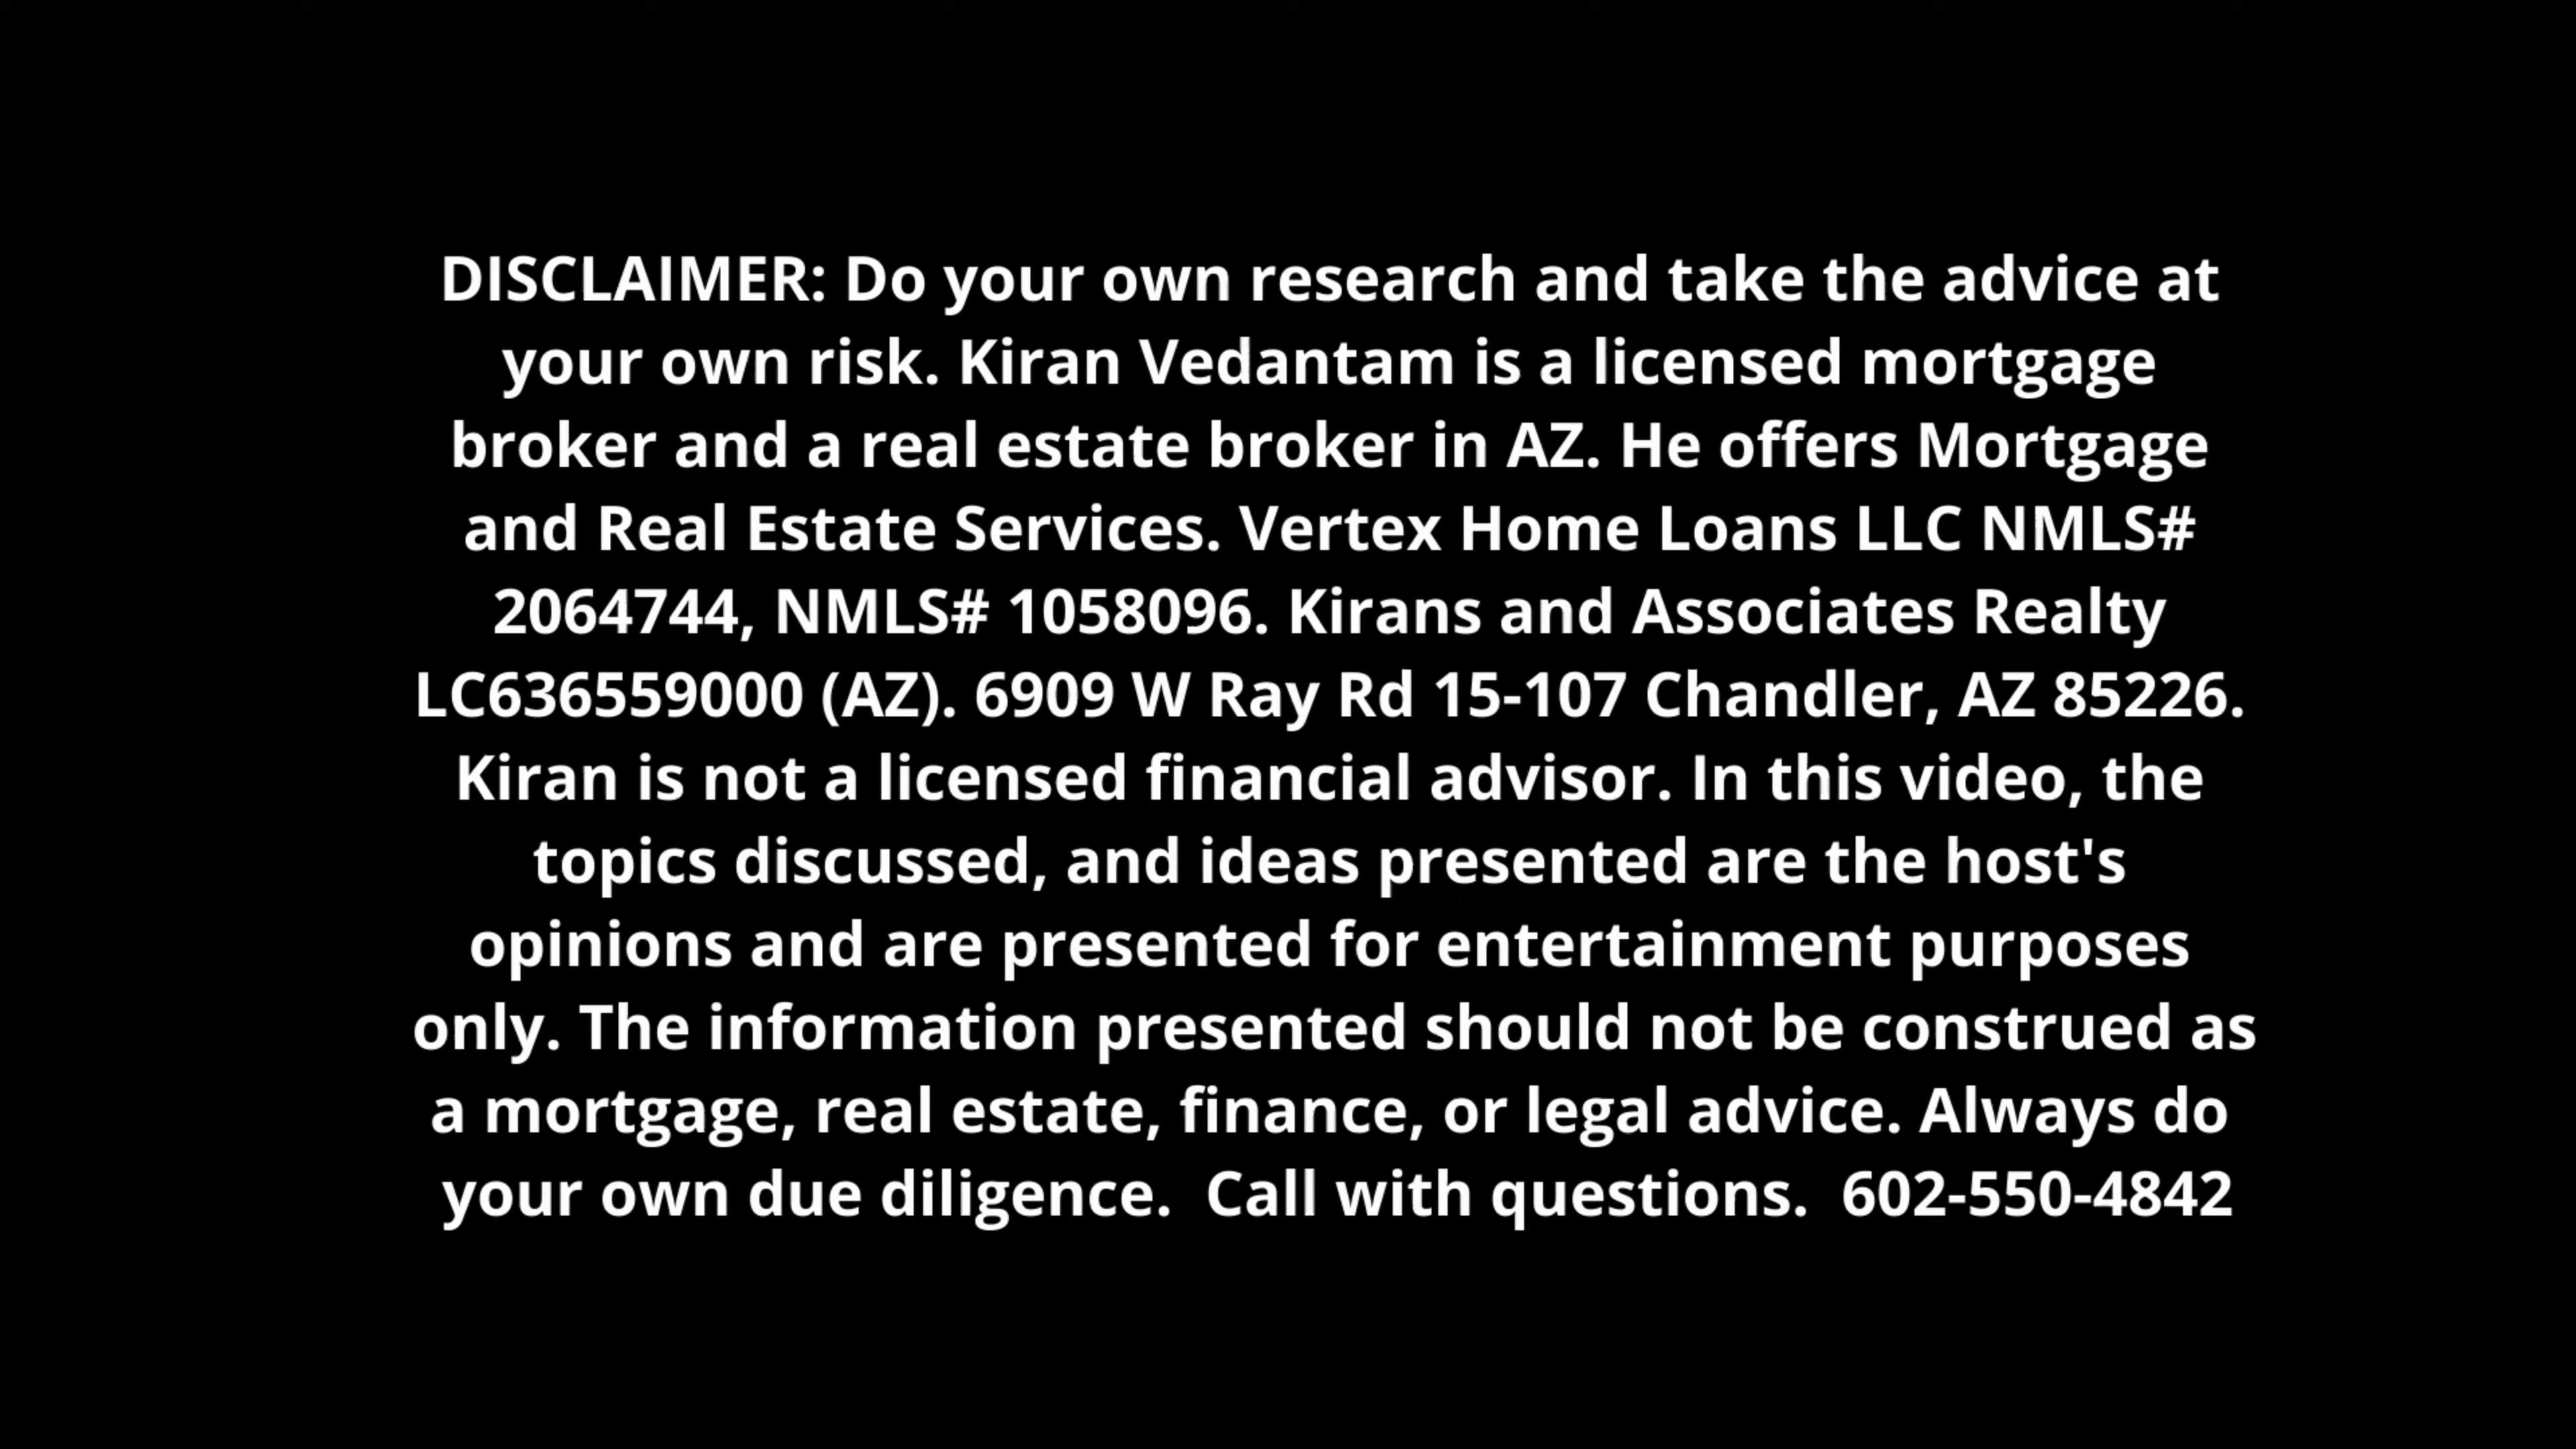 DISCLAIMER: Do your own research and take the advice at
your own risk. Kiran Vedantam is a licensed mortgage
broker and a real estate broker in AZ. He offers Mortgage
and Real Estate Services. Vertex Home Loans LLC NMLS#
2064744, NMLS# 1058096. Kirans and Associates Realty
LC636559000 (AZ). 6909 W Ray Rd 15-107 Chandler, AZ 85226.
Kiran is not a licensed financial advisor. In this video, the
topics discussed, and ideas presented are the host's
opinions and are presented for entertainment purposes
only. The information presented should not be construed as
a mortgage, real estate, finance, or legal advice. Always do
your own due diligence.  Call with questions.  602-550-4842